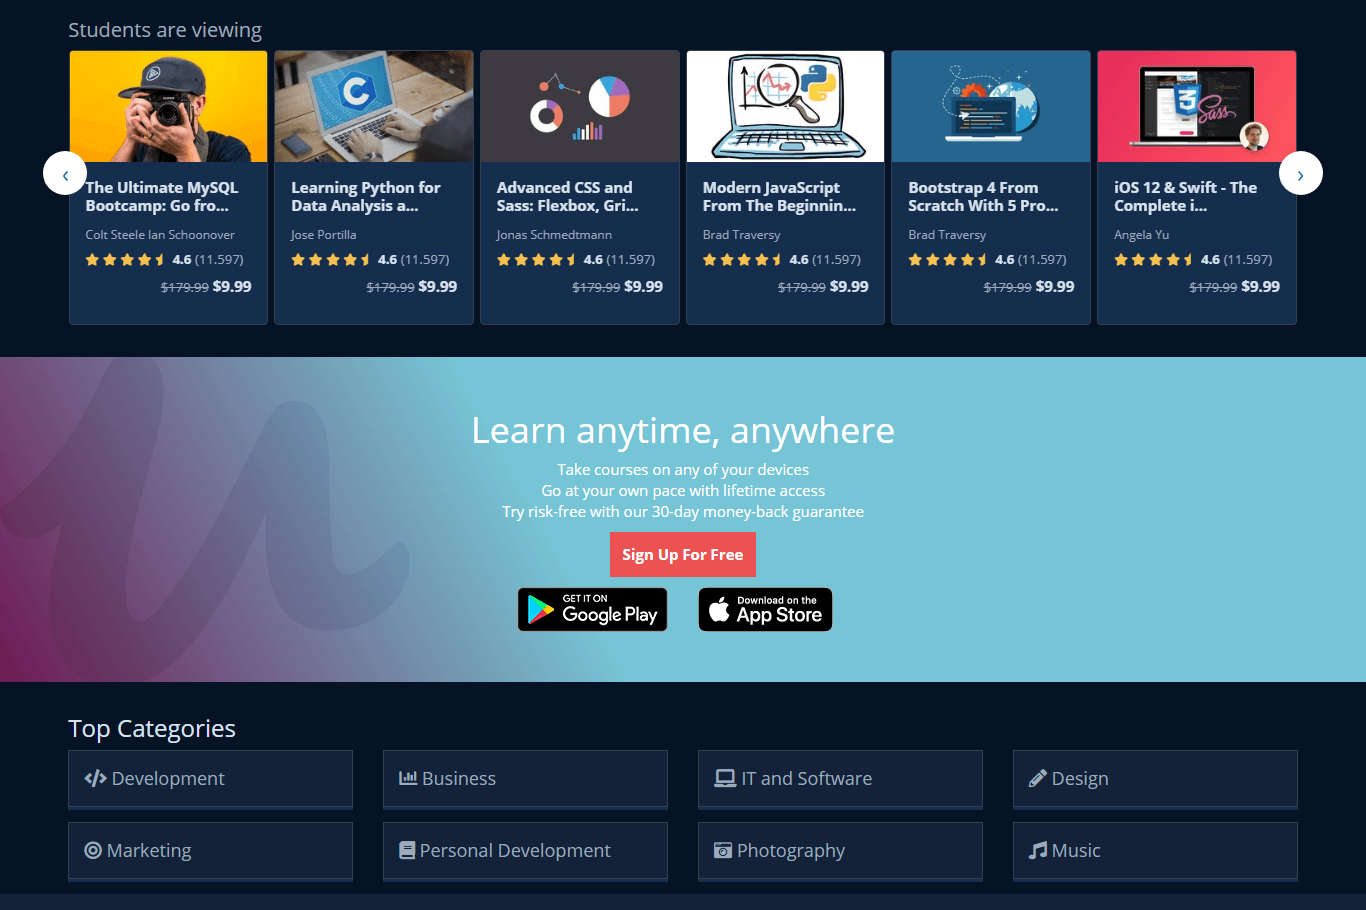 Students are viewing
The Ultimate MySQL
Bootcamp: Go fro...
Colt Steele Ian Schoonover
4.6 (11.597)
$179.99 $9.99
Learning Python for
Data Analysis a...
Jose Portilla
4.6 (11.597)
$179.99 $9.99
Advanced CSS and
Sass: Flexbox, Gri...
Jonas Schmedtmann
4.6 (11.597)
$179.99 $9.99
Modern JavaScript
From The Beginnin...
Brad Traversy
4.6 (11.597)
$179.99 $9.99
Bootstrap 4 From
Scratch With 5 Pro...
Brad Traversy
4.6 (11.597)
$179.99 $9.99
Sass
iOS 12 & Swift - The
Complete i...
Angela Yu
4.6 (11.597)
$179.99 $9.99
Learn anytime, anywhere
Take courses on any of your devices
Go at your own pace with lifetime access
Try risk-free with our 30-day money-back guarantee
Sign Up For Free
GET IT ON
Google Play
Download on the
App Store
Top Categories
Development
Business
IT and Software
Design
Marketing
Personal Development
Photography
Music